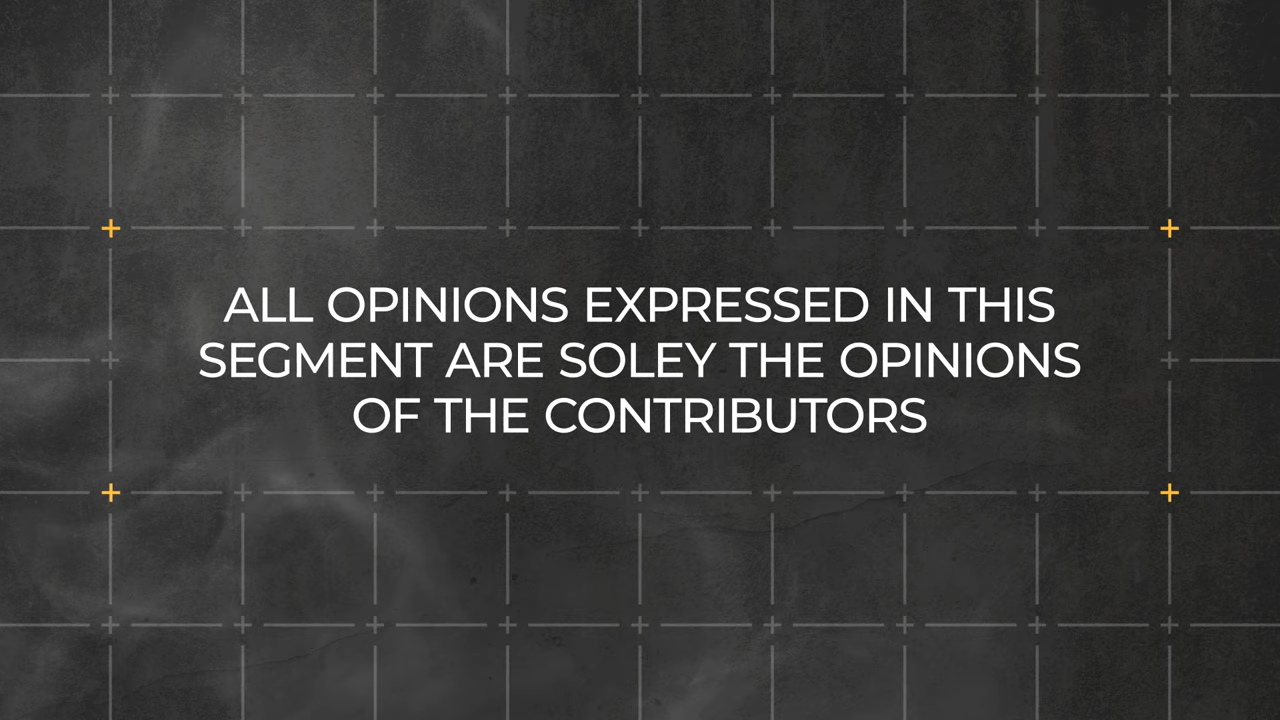 ALL OPINIONS EXPRESSED IN THIS
SEGMENT ARE SOLEY THE OPINIONS
OF THE CONTRIBUTORS